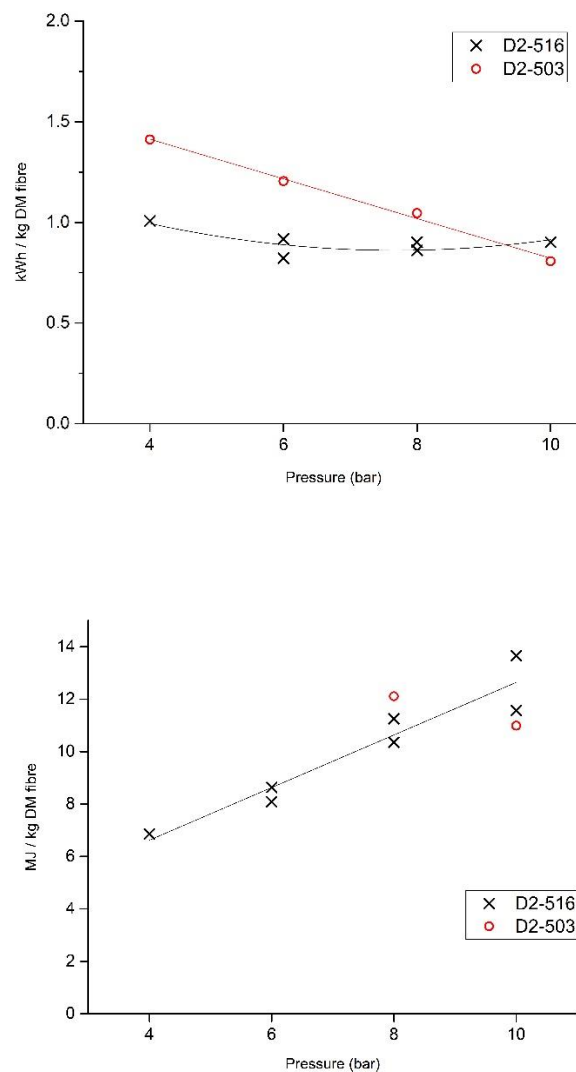 2.0
D2-516
D2-503
1.5
1.0
0.5
0.0
kWh / kg DM fibre
4 6 8 10
Pressure (bar)
14
12
10
8
6
4
2
0
MJ / kg DM fibre
D2-516
D2-503
4 6 8 10
Pressure (bar)